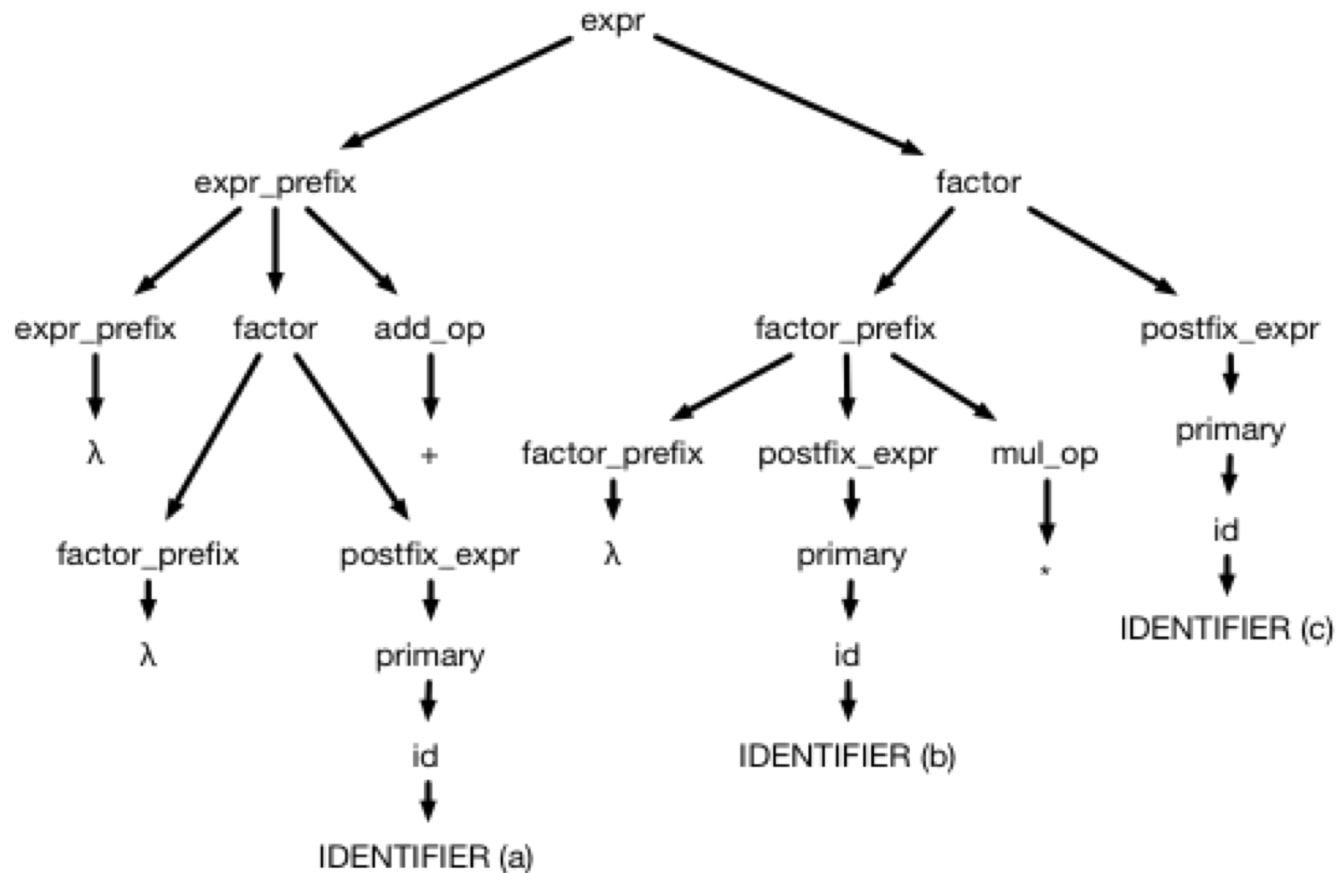 expr
expr_prefix factor
expr_prefix factor add_op factor_prefix postfix_expr
λ + factor_prefix postfix_expr mul_op primary
factor_prefix postfix_expr λ primary * id
λ primary id IDENTIFIER (c)
id IDENTIFIER (b)
IDENTIFIER (a)